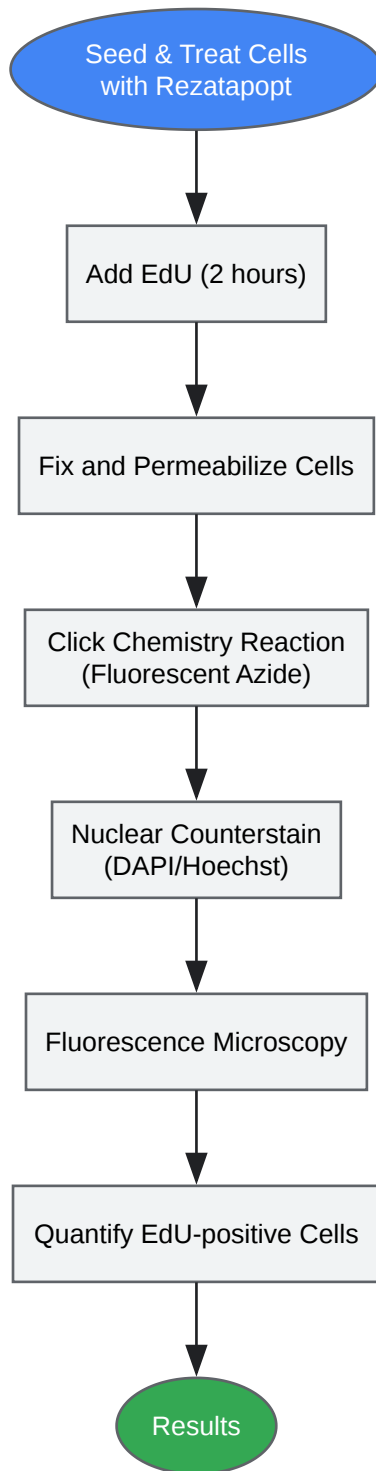 Seed & Treat Cells
with Rezatapopt
Add EdU (2 hours)
Fix and Permeabilize Cells
Click Chemistry Reaction
(Fluorescent Azide)
Nuclear Counterstain
(DAPI/Hoechst)
Fluorescence Microscopy
Quantify EdU-positive Cells
Results